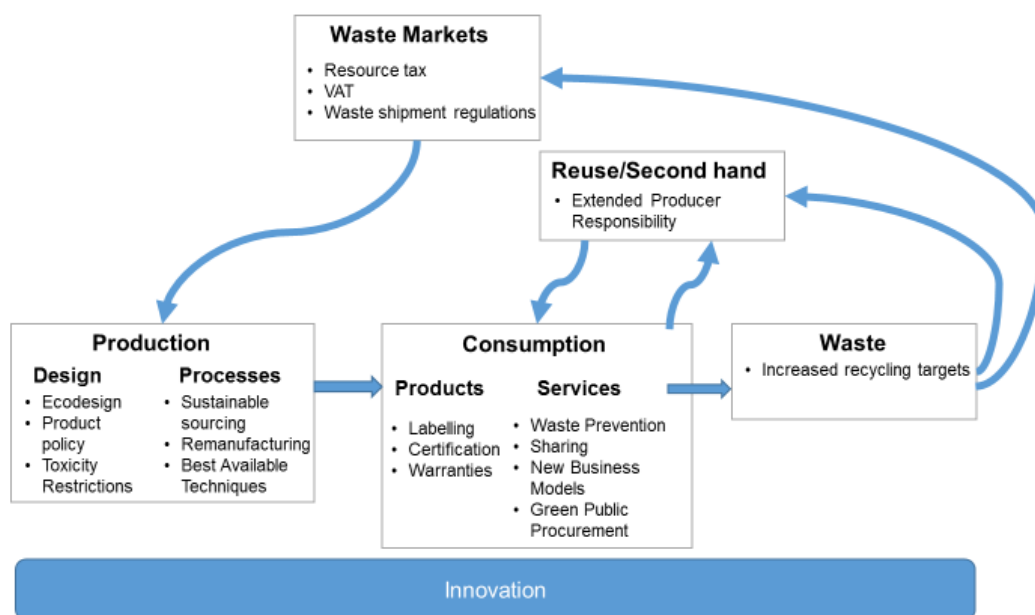 Waste Markets
• Resource tax
• VAT
• Waste shipment regulations
Reuse/Second hand
• Extended Producer
Responsibility
Production
Design
• Ecodesign
• Product
policy
• Toxicity
Restrictions
Processes
• Sustainable
sourcing
• Remanufacturing
• Best Available
Techniques
Consumption
Products
• Labelling
• Certification
• Warranties
Services
• Waste Prevention
• Sharing
• New Business
Models
• Green Public
Procurement
Waste
• Increased recycling targets
Innovation